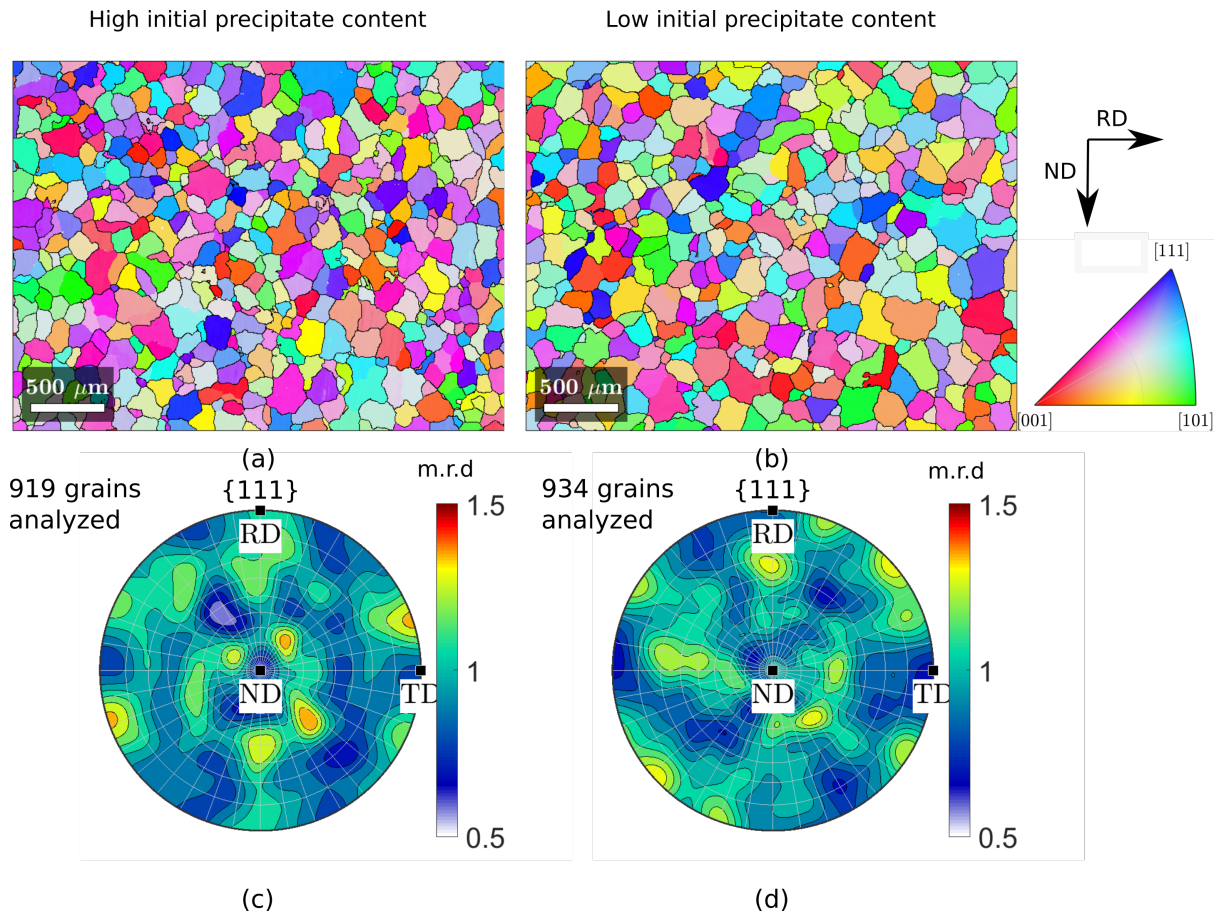 High initial precipitate content
Low initial precipitate content
RD
ND
[111]
[001]
[101]
500 μm
500 μm
(a)
(b)
919 grains
analyzed
{111}
m.r.d
RD
ND
TD
1.5
1
0.5
934 grains
analyzed
{111}
m.r.d
RD
ND
TD
1.5
1
0.5
(c)
(d)